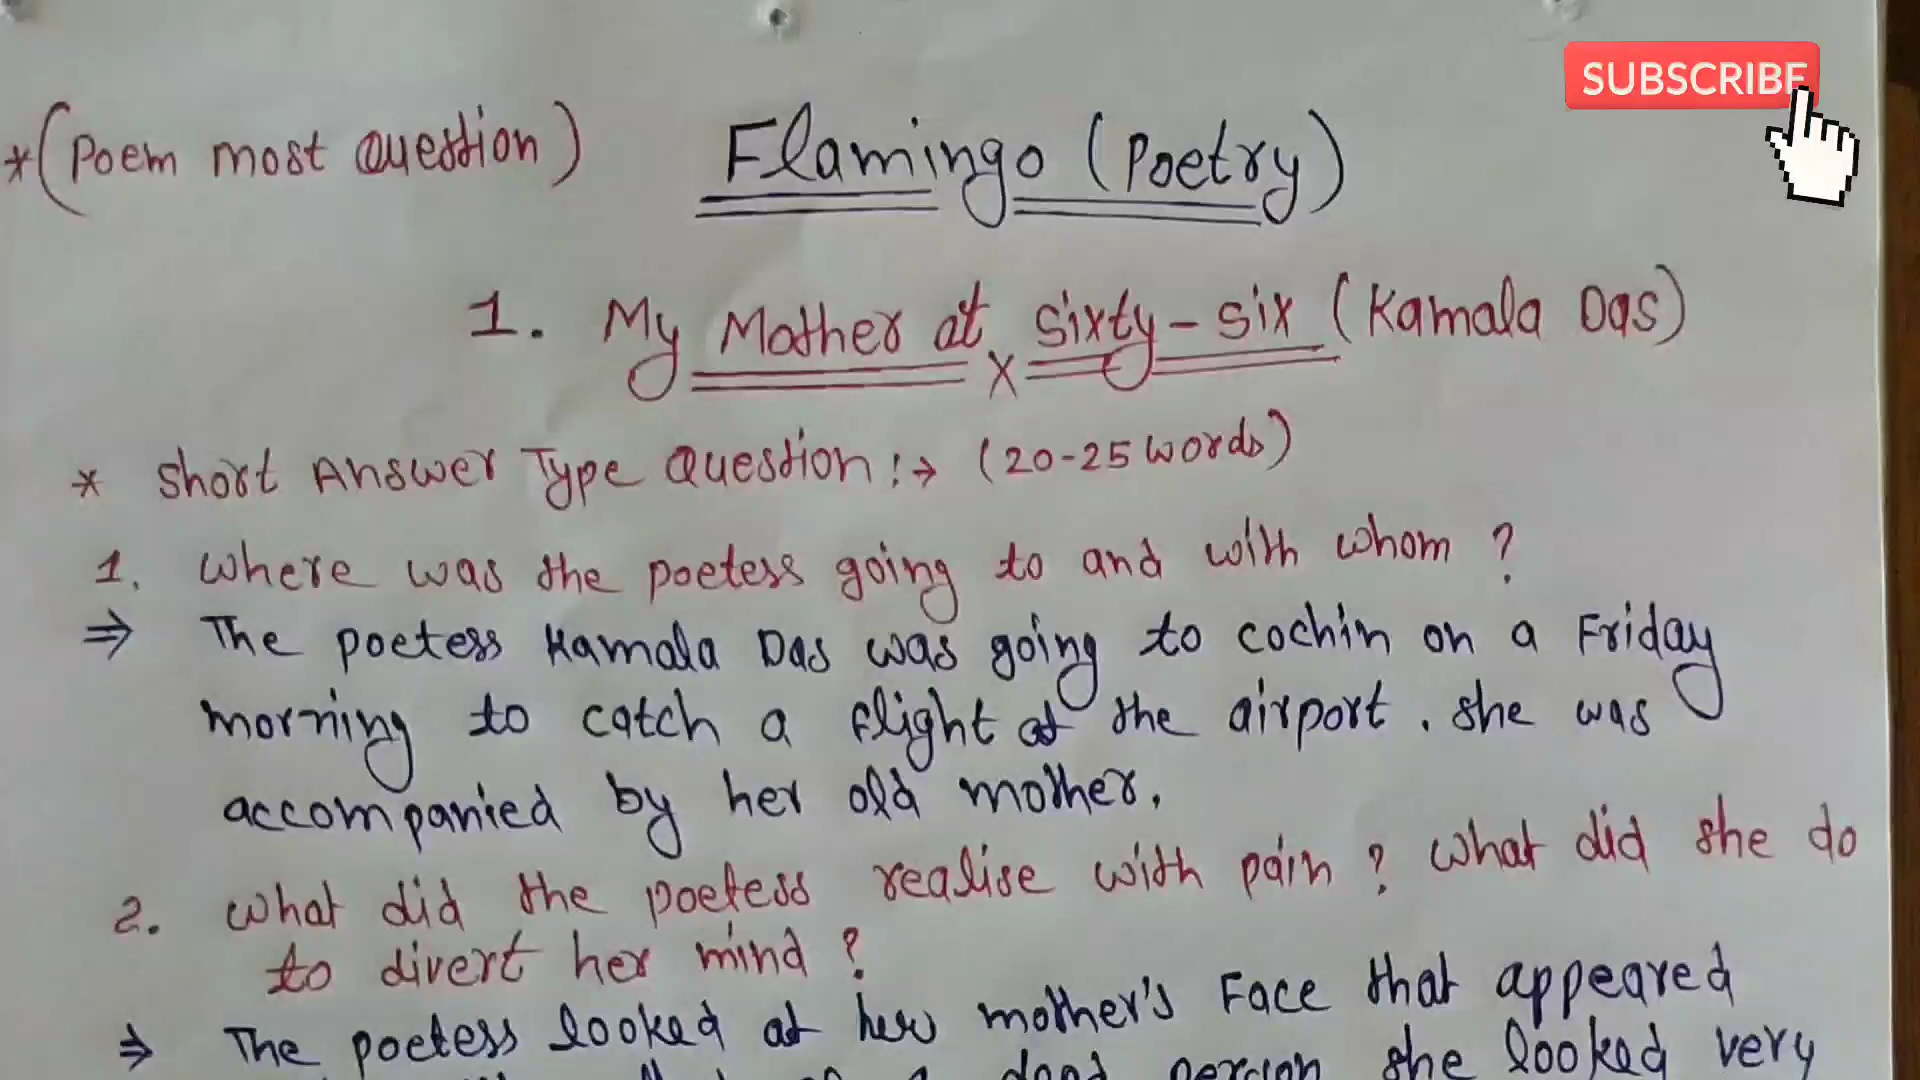 SUBSCRIBE
*(Poem most Question) Flamingo (Poetry)
1. My Mother at Sixty-six (Kamala Das)
x
* Short Answer Type Question :→ (20-25 words)
1. Where was the poetess going to and with whom ?
⇒ The poetess Kamala Das was going to cochin on a Friday
morning to catch a flight at the airport. She was
accompanied by her old mother.
2. What did the poetess realise with pain ? What did she do
to divert her mind ?
⇒ The poetess looked at her mother's Face that appeared
a dead person she looked very